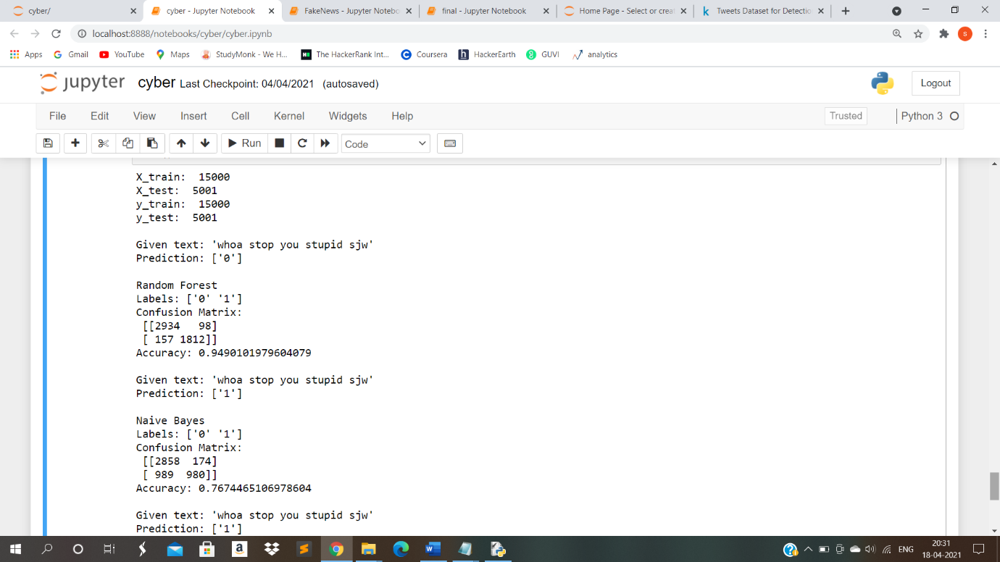 cyber/
cyber - Jupyter Notebook
FakeNews - Jupyter Notebo
final - Jupyter Notebook
Home Page - Select or creat
Tweets Dataset for Detectio
localhost:8888/notebooks/cyber/cyber.ipynb
S
Apps
Gmail
YouTube
Maps
StudyMonk - We H...
The HackerRank Int...
Coursera
HackerEarth
GUVI
analytics
jupyter
cyber Last Checkpoint: 04/04/2021 (autosaved)
Logout
File
Edit
View
Insert
Cell
Kernel
Widgets
Help
Trusted
Python 3
Run
Code
X_train:  15000
X_test:  5001
y_train:  15000
y_test:  5001
Given text: 'whoa stop you stupid sjw'
Prediction: ['0']
Random Forest
Labels: ['0' '1']
Confusion Matrix:
[[2934   98]
[ 157 1812]]
Accuracy: 0.9490101979604079
Given text: 'whoa stop you stupid sjw'
Prediction: ['1']
Naive Bayes
Labels: ['0' '1']
Confusion Matrix:
[[2858  174]
[ 989  980]]
Accuracy: 0.7674465106978604
Given text: 'whoa stop you stupid sjw'
Prediction: ['1']
ENG
20:31
18-04-2021